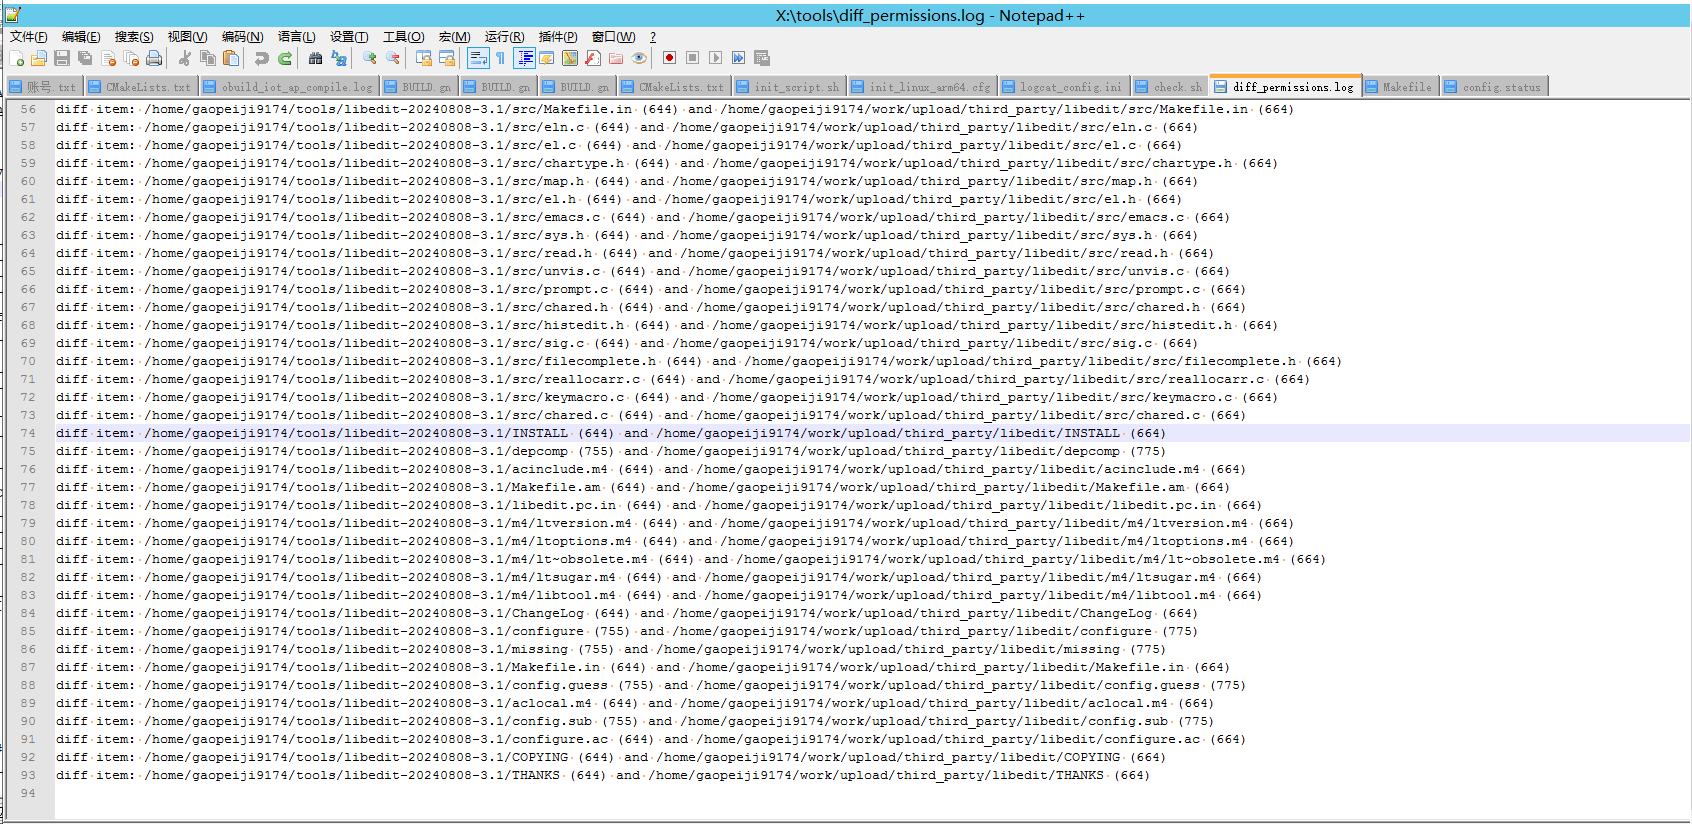 X:\tools\diff_permissions.log - Notepad++
文件(F) 编辑(E) 搜索(S) 视图(V) 编码(N) 语言(L) 设置(T) 工具(O) 宏(M) 运行(R) 插件(P) 窗口(W) ?
账号.txt CMakeLists.txt obuild_iot_ap_compile.log BUILD.gn BUILD.gn BUILD.gn CMakeLists.txt init_script.sh init_linux_arm64.cfg logcat_config.ini check.sh diff_permissions.log Makefile config.status
56 diff item: /home/gaopeiji9174/tools/libedit-20240808-3.1/src/Makefile.in (644) and /home/gaopeiji9174/work/upload/third_party/libedit/src/Makefile.in (664)
57 diff item: /home/gaopeiji9174/tools/libedit-20240808-3.1/src/eln.c (644) and /home/gaopeiji9174/work/upload/third_party/libedit/src/eln.c (664)
58 diff item: /home/gaopeiji9174/tools/libedit-20240808-3.1/src/el.c (644) and /home/gaopeiji9174/work/upload/third_party/libedit/src/el.c (664)
59 diff item: /home/gaopeiji9174/tools/libedit-20240808-3.1/src/chartype.h (644) and /home/gaopeiji9174/work/upload/third_party/libedit/src/chartype.h (664)
60 diff item: /home/gaopeiji9174/tools/libedit-20240808-3.1/src/map.h (644) and /home/gaopeiji9174/work/upload/third_party/libedit/src/map.h (664)
61 diff item: /home/gaopeiji9174/tools/libedit-20240808-3.1/src/el.h (644) and /home/gaopeiji9174/work/upload/third_party/libedit/src/el.h (664)
62 diff item: /home/gaopeiji9174/tools/libedit-20240808-3.1/src/emacs.c (644) and /home/gaopeiji9174/work/upload/third_party/libedit/src/emacs.c (664)
63 diff item: /home/gaopeiji9174/tools/libedit-20240808-3.1/src/sys.h (644) and /home/gaopeiji9174/work/upload/third_party/libedit/src/sys.h (664)
64 diff item: /home/gaopeiji9174/tools/libedit-20240808-3.1/src/read.h (644) and /home/gaopeiji9174/work/upload/third_party/libedit/src/read.h (664)
65 diff item: /home/gaopeiji9174/tools/libedit-20240808-3.1/src/unvis.c (644) and /home/gaopeiji9174/work/upload/third_party/libedit/src/unvis.c (664)
66 diff item: /home/gaopeiji9174/tools/libedit-20240808-3.1/src/prompt.c (644) and /home/gaopeiji9174/work/upload/third_party/libedit/src/prompt.c (664)
67 diff item: /home/gaopeiji9174/tools/libedit-20240808-3.1/src/chared.h (644) and /home/gaopeiji9174/work/upload/third_party/libedit/src/chared.h (664)
68 diff item: /home/gaopeiji9174/tools/libedit-20240808-3.1/src/histedit.h (644) and /home/gaopeiji9174/work/upload/third_party/libedit/src/histedit.h (664)
69 diff item: /home/gaopeiji9174/tools/libedit-20240808-3.1/src/sig.c (644) and /home/gaopeiji9174/work/upload/third_party/libedit/src/sig.c (664)
70 diff item: /home/gaopeiji9174/tools/libedit-20240808-3.1/src/filecomplete.h (644) and /home/gaopeiji9174/work/upload/third_party/libedit/src/filecomplete.h (664)
71 diff item: /home/gaopeiji9174/tools/libedit-20240808-3.1/src/reallocarr.c (644) and /home/gaopeiji9174/work/upload/third_party/libedit/src/reallocarr.c (664)
72 diff item: /home/gaopeiji9174/tools/libedit-20240808-3.1/src/keymacro.c (644) and /home/gaopeiji9174/work/upload/third_party/libedit/src/keymacro.c (664)
73 diff item: /home/gaopeiji9174/tools/libedit-20240808-3.1/src/chared.c (644) and /home/gaopeiji9174/work/upload/third_party/libedit/src/chared.c (664)
74 diff item: /home/gaopeiji9174/tools/libedit-20240808-3.1/INSTALL (644) and /home/gaopeiji9174/work/upload/third_party/libedit/INSTALL (664)
75 diff item: /home/gaopeiji9174/tools/libedit-20240808-3.1/depcomp (755) and /home/gaopeiji9174/work/upload/third_party/libedit/depcomp (775)
76 diff item: /home/gaopeiji9174/tools/libedit-20240808-3.1/acinclude.m4 (644) and /home/gaopeiji9174/work/upload/third_party/libedit/acinclude.m4 (664)
77 diff item: /home/gaopeiji9174/tools/libedit-20240808-3.1/Makefile.am (644) and /home/gaopeiji9174/work/upload/third_party/libedit/Makefile.am (664)
78 diff item: /home/gaopeiji9174/tools/libedit-20240808-3.1/libedit.pc.in (644) and /home/gaopeiji9174/work/upload/third_party/libedit/libedit.pc.in (664)
79 diff item: /home/gaopeiji9174/tools/libedit-20240808-3.1/m4/ltversion.m4 (644) and /home/gaopeiji9174/work/upload/third_party/libedit/m4/ltversion.m4 (664)
80 diff item: /home/gaopeiji9174/tools/libedit-20240808-3.1/m4/ltoptions.m4 (644) and /home/gaopeiji9174/work/upload/third_party/libedit/m4/ltoptions.m4 (664)
81 diff item: /home/gaopeiji9174/tools/libedit-20240808-3.1/m4/lt~obsolete.m4 (644) and /home/gaopeiji9174/work/upload/third_party/libedit/m4/lt~obsolete.m4 (664)
82 diff item: /home/gaopeiji9174/tools/libedit-20240808-3.1/m4/ltsugar.m4 (644) and /home/gaopeiji9174/work/upload/third_party/libedit/m4/ltsugar.m4 (664)
83 diff item: /home/gaopeiji9174/tools/libedit-20240808-3.1/m4/libtool.m4 (644) and /home/gaopeiji9174/work/upload/third_party/libedit/m4/libtool.m4 (664)
84 diff item: /home/gaopeiji9174/tools/libedit-20240808-3.1/ChangeLog (644) and /home/gaopeiji9174/work/upload/third_party/libedit/ChangeLog (664)
85 diff item: /home/gaopeiji9174/tools/libedit-20240808-3.1/configure (755) and /home/gaopeiji9174/work/upload/third_party/libedit/configure (775)
86 diff item: /home/gaopeiji9174/tools/libedit-20240808-3.1/missing (755) and /home/gaopeiji9174/work/upload/third_party/libedit/missing (775)
87 diff item: /home/gaopeiji9174/tools/libedit-20240808-3.1/Makefile.in (644) and /home/gaopeiji9174/work/upload/third_party/libedit/Makefile.in (664)
88 diff item: /home/gaopeiji9174/tools/libedit-20240808-3.1/config.guess (755) and /home/gaopeiji9174/work/upload/third_party/libedit/config.guess (775)
89 diff item: /home/gaopeiji9174/tools/libedit-20240808-3.1/aclocal.m4 (644) and /home/gaopeiji9174/work/upload/third_party/libedit/aclocal.m4 (664)
90 diff item: /home/gaopeiji9174/tools/libedit-20240808-3.1/config.sub (755) and /home/gaopeiji9174/work/upload/third_party/libedit/config.sub (775)
91 diff item: /home/gaopeiji9174/tools/libedit-20240808-3.1/configure.ac (644) and /home/gaopeiji9174/work/upload/third_party/libedit/configure.ac (664)
92 diff item: /home/gaopeiji9174/tools/libedit-20240808-3.1/COPYING (644) and /home/gaopeiji9174/work/upload/third_party/libedit/COPYING (664)
93 diff item: /home/gaopeiji9174/tools/libedit-20240808-3.1/THANKS (644) and /home/gaopeiji9174/work/upload/third_party/libedit/THANKS (664)
94